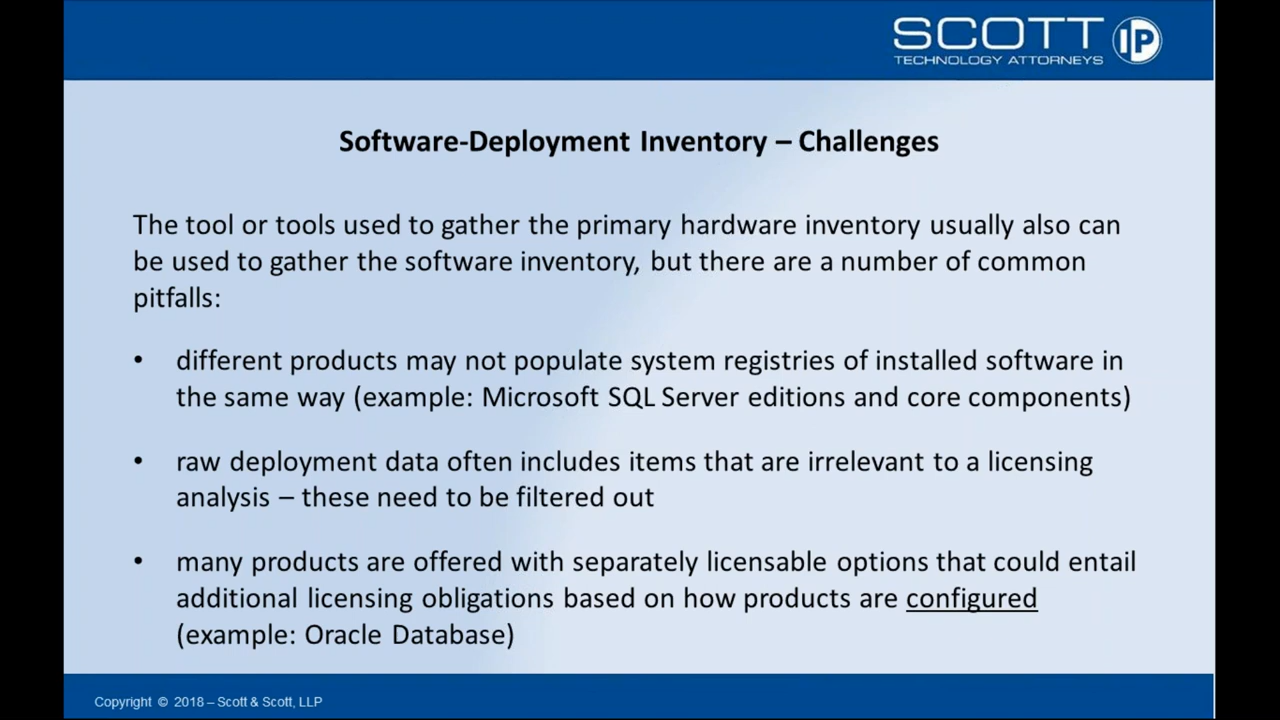 SCOTT IP
TECHNOLOGY ATTORNEYS
Software-Deployment Inventory – Challenges
The tool or tools used to gather the primary hardware inventory usually also can
be used to gather the software inventory, but there are a number of common
pitfalls:
• different products may not populate system registries of installed software in
the same way (example: Microsoft SQL Server editions and core components)
• raw deployment data often includes items that are irrelevant to a licensing
analysis – these need to be filtered out
• many products are offered with separately licensable options that could entail
additional licensing obligations based on how products are configured
(example: Oracle Database)
Copyright © 2018 – Scott & Scott, LLP